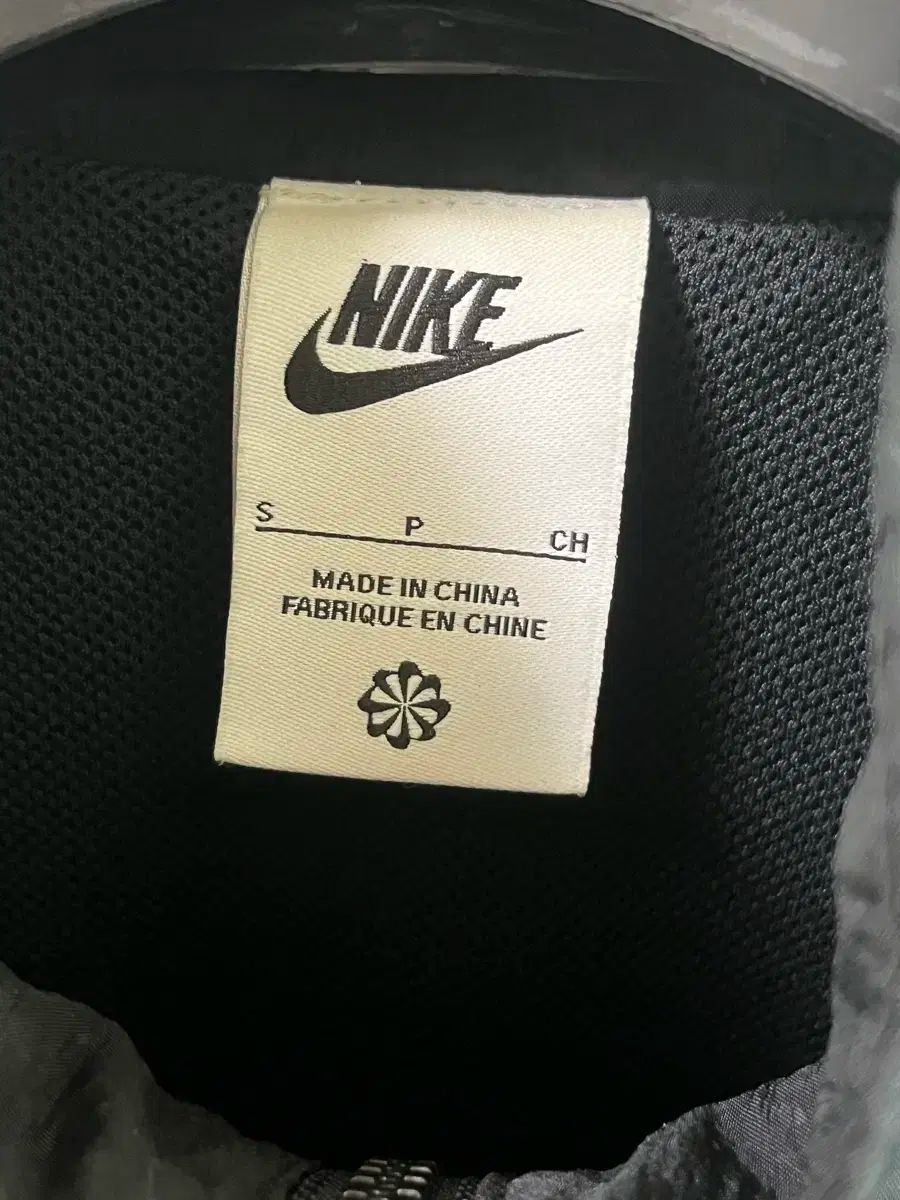 NIKE
S P CH
MADE IN CHINA
FABRIQUE EN CHINE